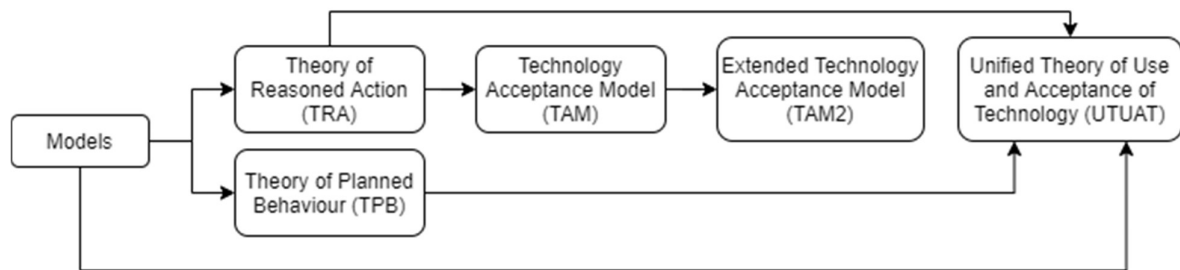 Models
Theory of
Reasoned Action
(TRA)
Technology
Acceptance Model
(TAM)
Extended Technology
Acceptance Model
(TAM2)
Unified Theory of Use
and Acceptance of
Technology (UTUAT)
Theory of Planned
Behaviour (TPB)